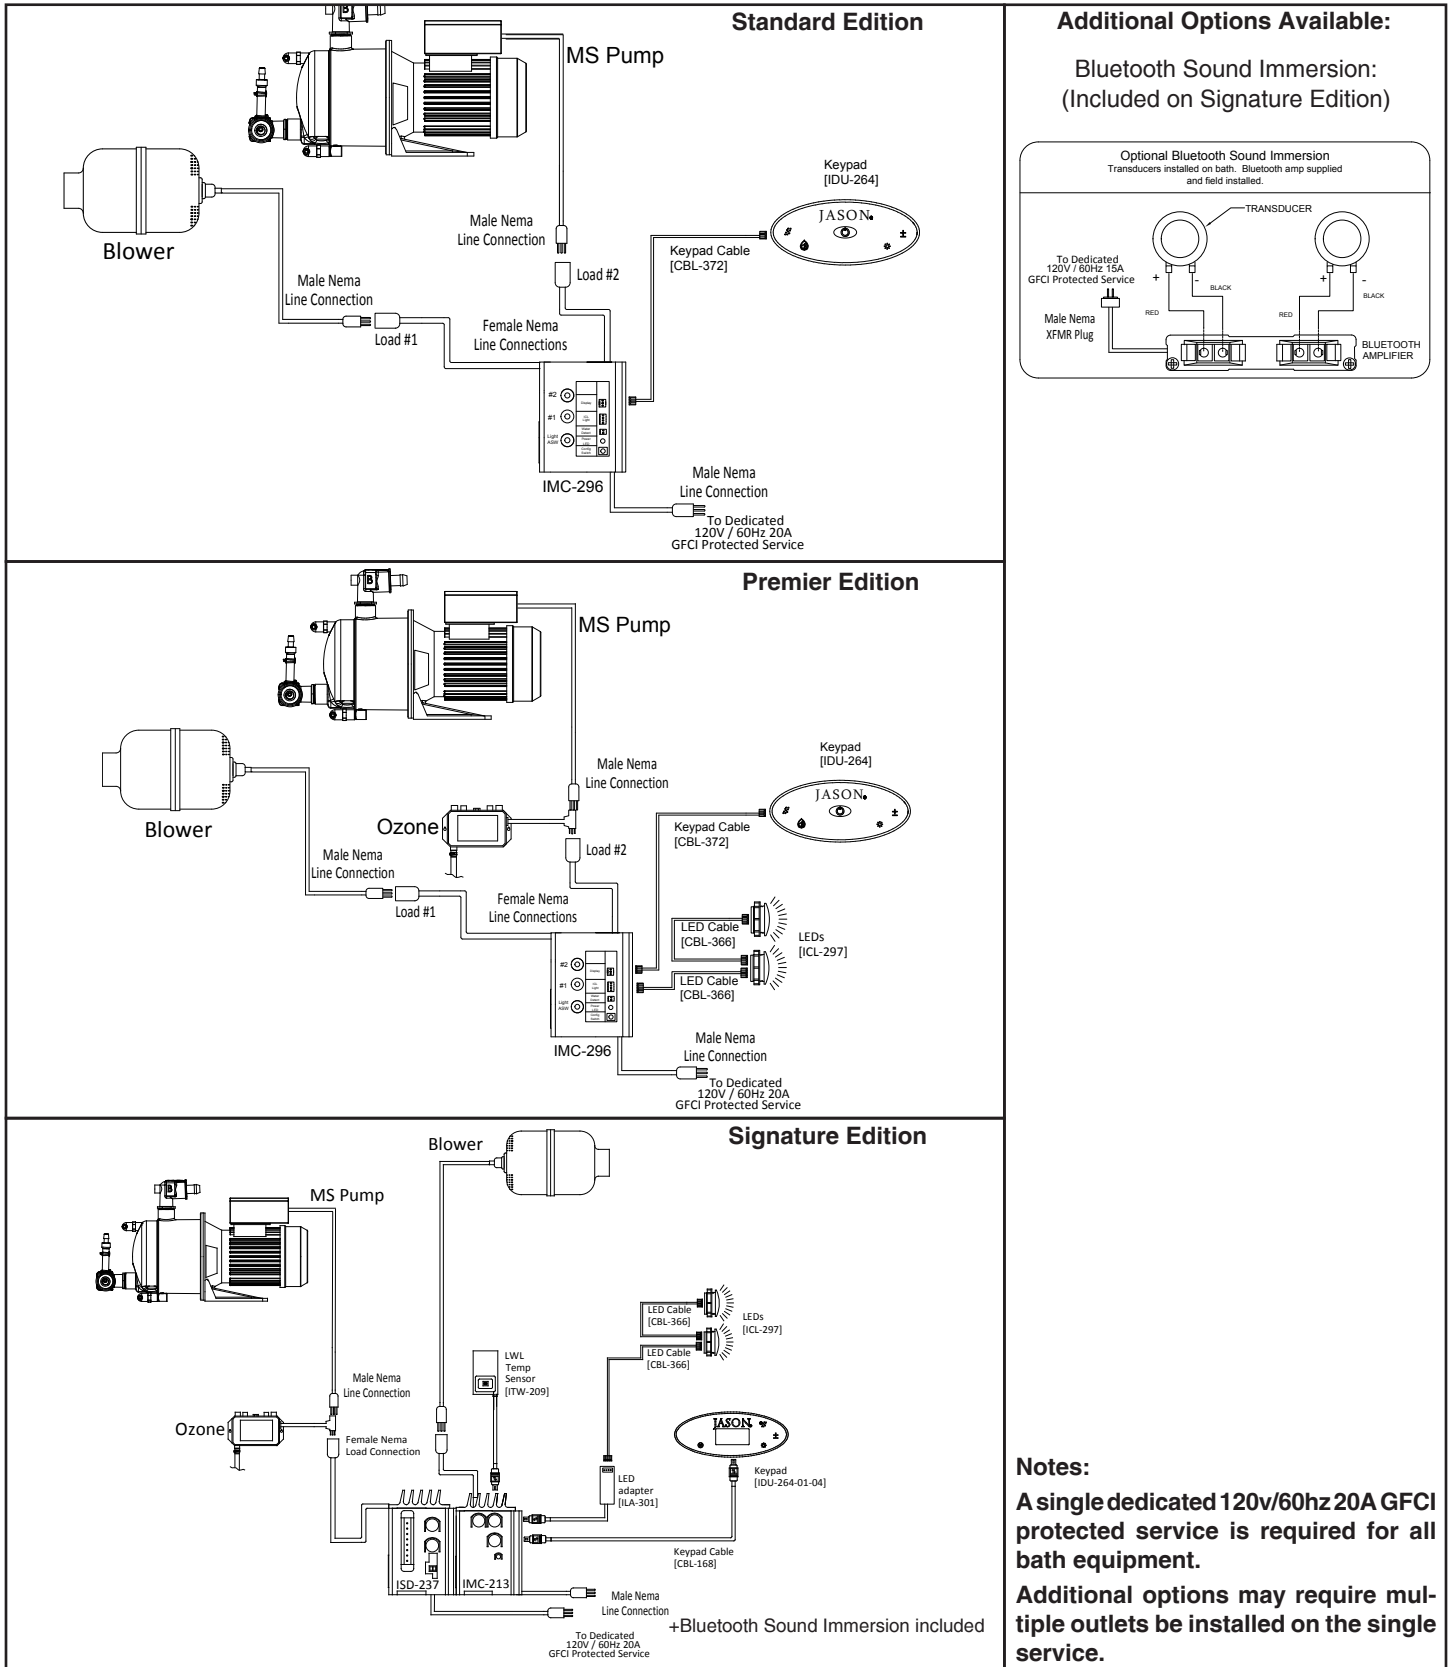 Standard Edition
MS Pump
Blower
Male Nema
Line Connection
Male Nema
Line Connection
Load #2
Load #1
Female Nema
Line Connections
Keypad
[IDU-264]
JASON
Keypad Cable
[CBL-372]
#2
#1
Light
ASW
Display
Power
LED
Config
Switch
IMC-296
Male Nema
Line Connection
To Dedicated
120V / 60Hz 20A
GFCI Protected Service
Additional Options Available:
Bluetooth Sound Immersion:
(Included on Signature Edition)
Optional Bluetooth Sound Immersion
Transducers installed on bath. Bluetooth amp supplied
and field installed.
TRANSDUCER
To Dedicated
120V / 60Hz 15A
GFCI Protected Service
+
-
BLACK
+
-
BLACK
RED
RED
Male Nema
XFMR Plug
BLUETOOTH
AMPLIFIER
Premier Edition
B
MS Pump
Blower
Ozone
Male Nema
Line Connection
Load #2
Male Nema
Line Connection
Load #1
Female Nema
Line Connections
Keypad
[IDU-264]
JASON
Keypad Cable
[CBL-372]
LED Cable
[CBL-366]
LEDs
[ICL-297]
LED Cable
[CBL-366]
#2
#1
Light
ASW
Display
Power
LED
Config
Switch
IMC-296
Male Nema
Line Connection
To Dedicated
120V / 60Hz 20A
GFCI Protected Service
Signature Edition
Blower
MS Pump
B
Male Nema
Line Connection
Ozone
Female Nema
Load Connection
LWL
Temp
Sensor
[ITW-209]
LED Cable
[CBL-366]
LEDs
[ICL-297]
LED Cable
[CBL-366]
JASON
LED
adapter
[ILA-301]
Keypad
[IDU-264-01-04]
Keypad Cable
[CBL-168]
ISD-237
IMC-213
Male Nema
Line Connection
To Dedicated
120V / 60Hz 20A
GFCI Protected Service
+Bluetooth Sound Immersion included
Notes:
A single dedicated 120v/60hz 20A GFCI
protected service is required for all
bath equipment.
Additional options may require mul-
tiple outlets be installed on the single
service.